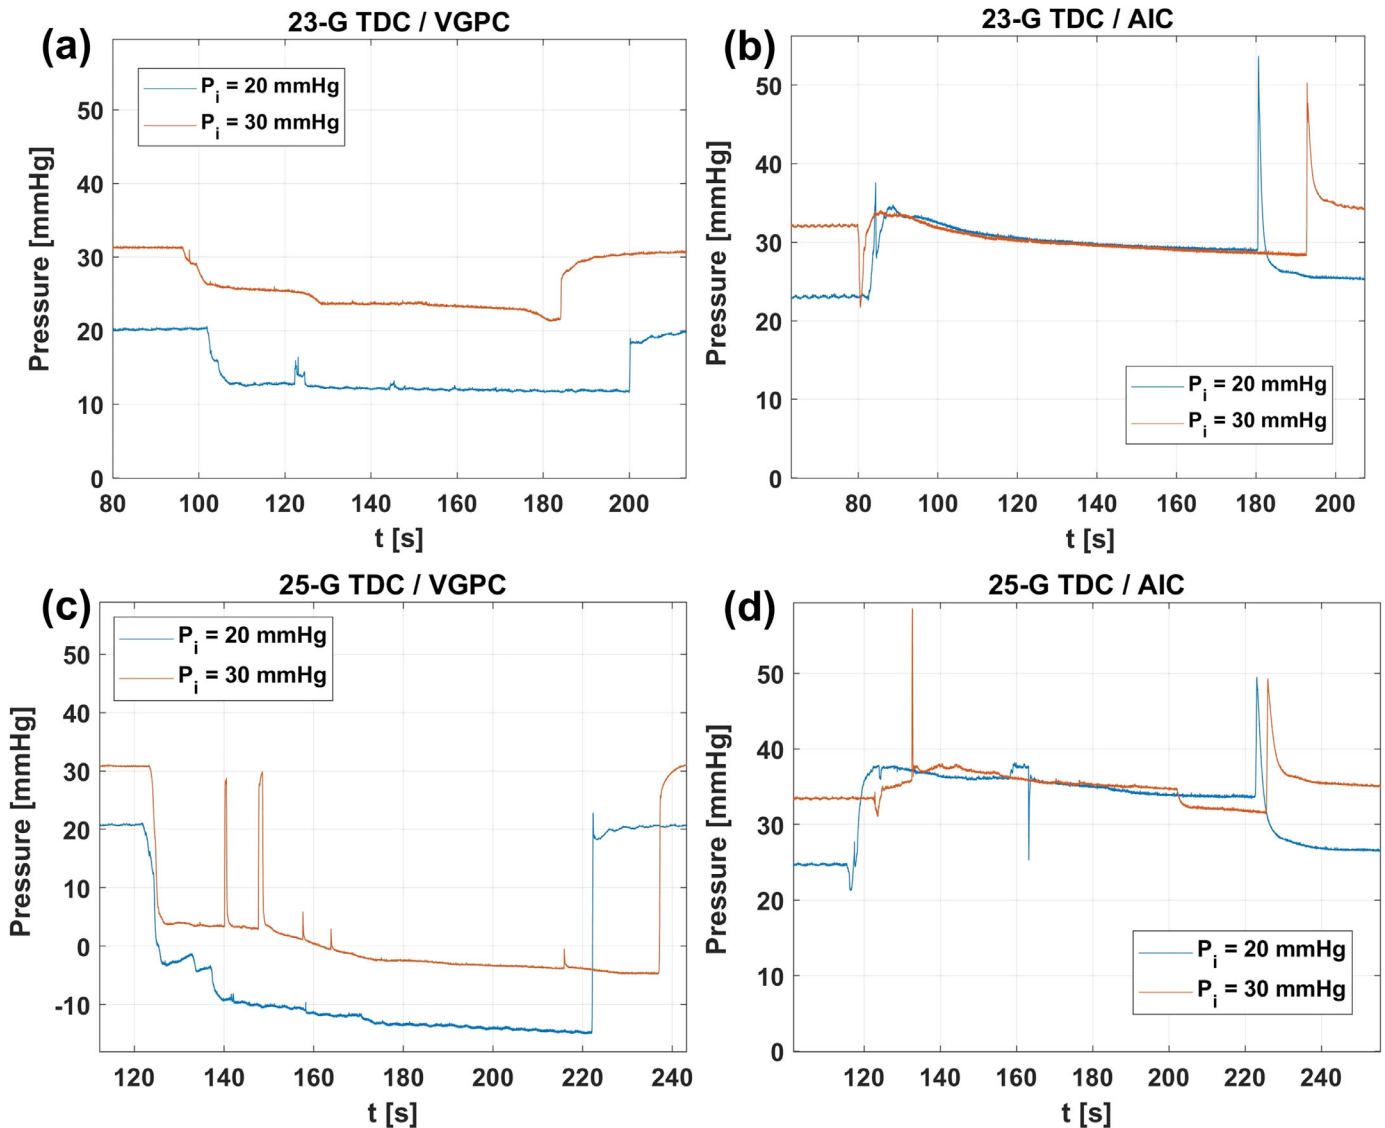 (a)
23-G TDC / VGPC
Pressure [mmHg]
50
40
30
20
10
0
P_i = 20 mmHg
P_i = 30 mmHg
80 100 120 140 160 180 200
t [s]
(b)
23-G TDC / AIC
Pressure [mmHg]
50
40
30
20
10
0
P_i = 20 mmHg
P_i = 30 mmHg
80 100 120 140 160 180 200
t [s]
(c)
25-G TDC / VGPC
Pressure [mmHg]
50
40
30
20
10
0
-10
P_i = 20 mmHg
P_i = 30 mmHg
120 140 160 180 200 220 240
t [s]
(d)
25-G TDC / AIC
Pressure [mmHg]
50
40
30
20
10
0
P_i = 20 mmHg
P_i = 30 mmHg
120 140 160 180 200 220 240
t [s]